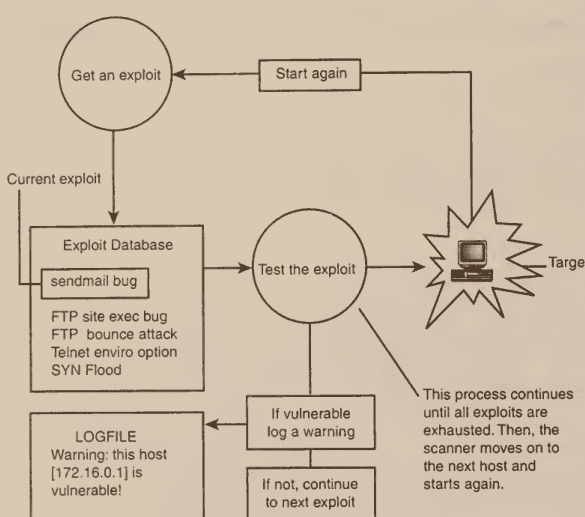 Get an exploit
Start again
Current exploit
Exploit Database
sendmail bug
FTP site exec bug
FTP bounce attack
Telnet enviro option
SYN Flood
Test the exploit
Targe
This process continues
until all exploits are
exhausted. Then, the
scanner moves on to
the next host and
starts again.
If vulnerable
log a warning
If not, continue
to next exploit
LOGFILE
Warning: this host
[172.16.0.1] is
vulnerable!